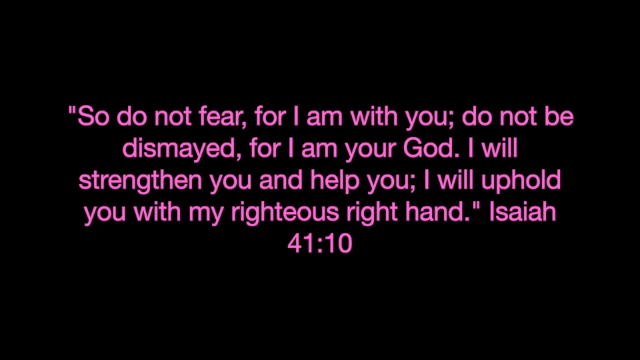 "So do not fear, for I am with you; do not be
dismayed, for I am your God. I will
strengthen you and help you; I will uphold
you with my righteous right hand." Isaiah
41:10